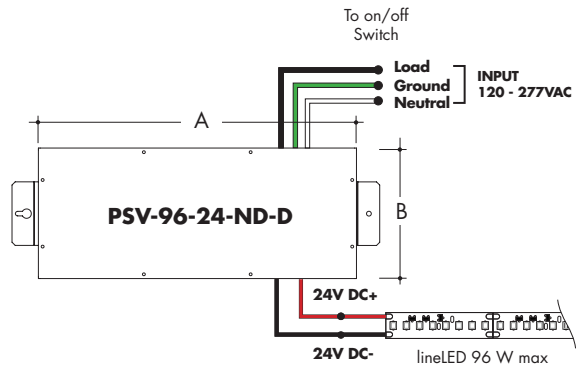 To on/off
Switch
Load
Ground
Neutral
INPUT
120 - 277VAC
A
B
PSV-96-24-ND-D
24V DC+
24V DC-
lineLED 96 W max